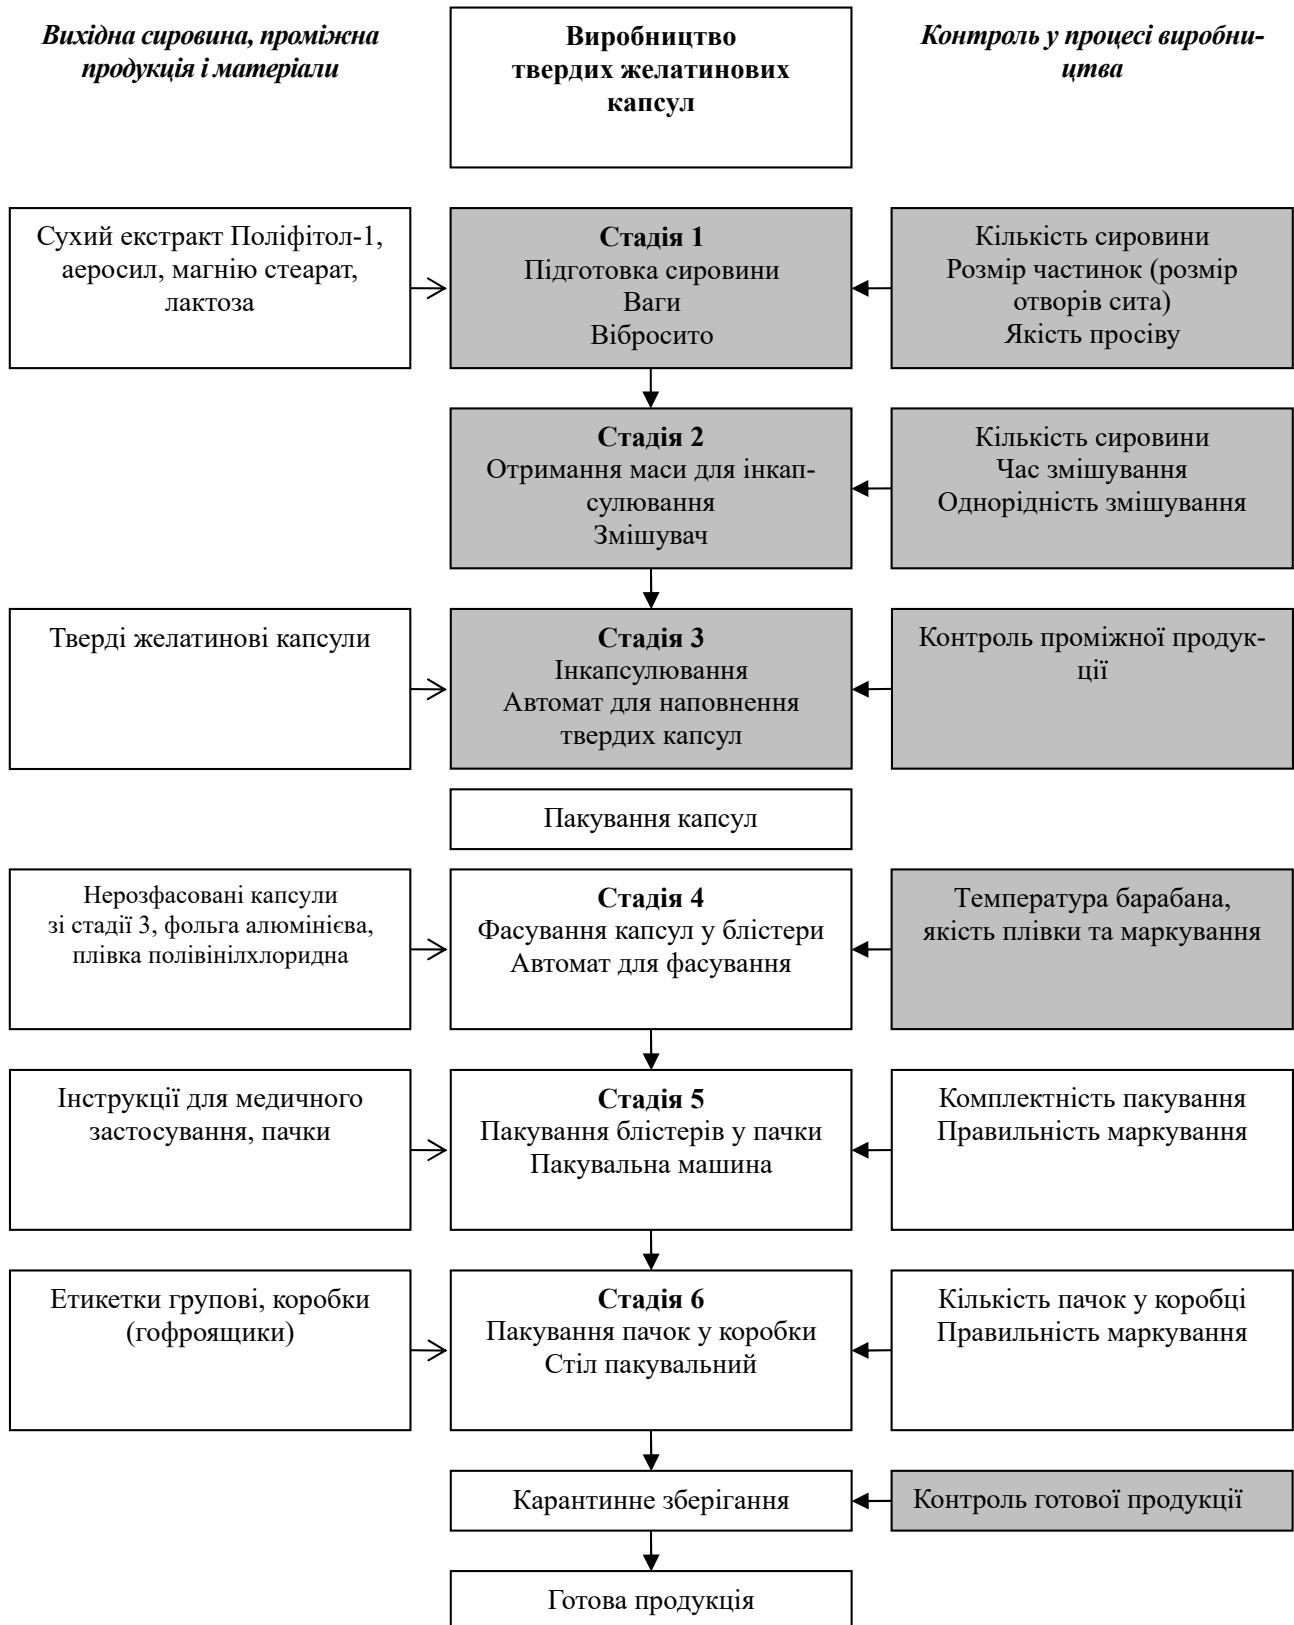 Вихідна сировина, проміжна
продукція і матеріали
Виробництво
твердих желатинових
капсул
Контроль у процесі виробни-
цтва
Сухий екстракт Поліфітол-1,
аеросил, магнію стеарат,
лактоза
Стадія 1
Підготовка сировини
Ваги
Вібросито
Кількість сировини
Розмір частинок (розмір
отворів сита)
Якість просіву
Стадія 2
Отримання маси для інкап-
сулювання
Змішувач
Кількість сировини
Час змішування
Однорідність змішування
Тверді желатинові капсули
Стадія 3
Інкапсулювання
Автомат для наповнення
твердих капсул
Контроль проміжної продук-
ції
Пакування капсул
Нерозфасовані капсули
зі стадії 3, фольга алюмінієва,
плівка полівінілхлоридна
Стадія 4
Фасування капсул у блістери
Автомат для фасування
Температура барабана,
якість плівки та маркування
Інструкції для медичного
застосування, пачки
Стадія 5
Пакування блістерів у пачки
Пакувальна машина
Комплектність пакування
Правильність маркування
Етикетки групові, коробки
(гофроящики)
Стадія 6
Пакування пачок у коробки
Стіл пакувальний
Кількість пачок у коробці
Правильність маркування
Карантинне зберігання
Контроль готової продукції
Готова продукція